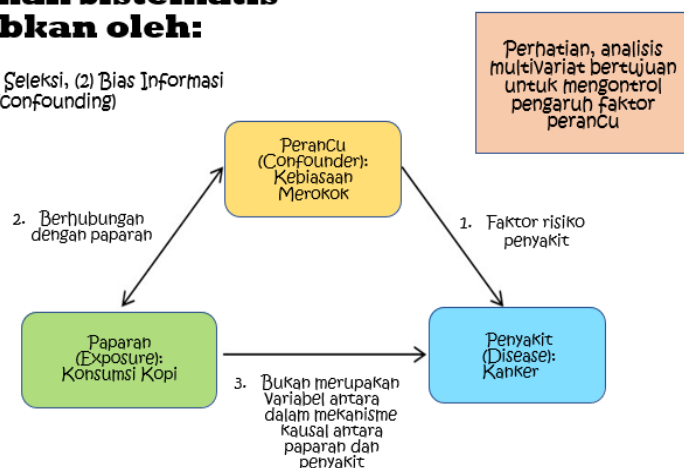 bkan oleh:
Seleksi, (2) Bias Informasi
confounding)
Perhatian, analisis
multivariat bertujuan
untuk mengontrol
pengaruh faktor
perancu
Perancu
(Confounder):
Kebiasaan
Merokok
2. Berhubungan
dengan paparan
1. Faktor risiko
penyakit
Paparan
(Exposure):
Konsumsi Kopi
Penyakit
(Disease):
Kanker
3. Bukan merupakan
variabel antara
dalam mekanisme
kausal antara
paparan dan
penyakit